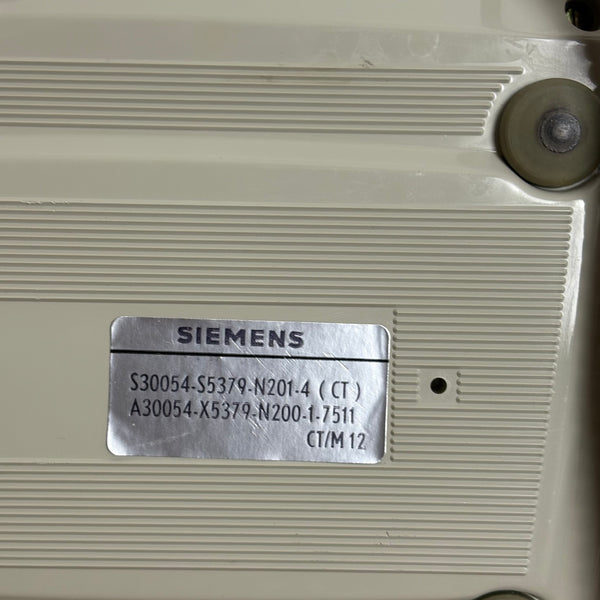 SIEMENS
S30054-S5379-N201-4 ( CT )
A30054-X5379-N200-1-7511
CT/M 12